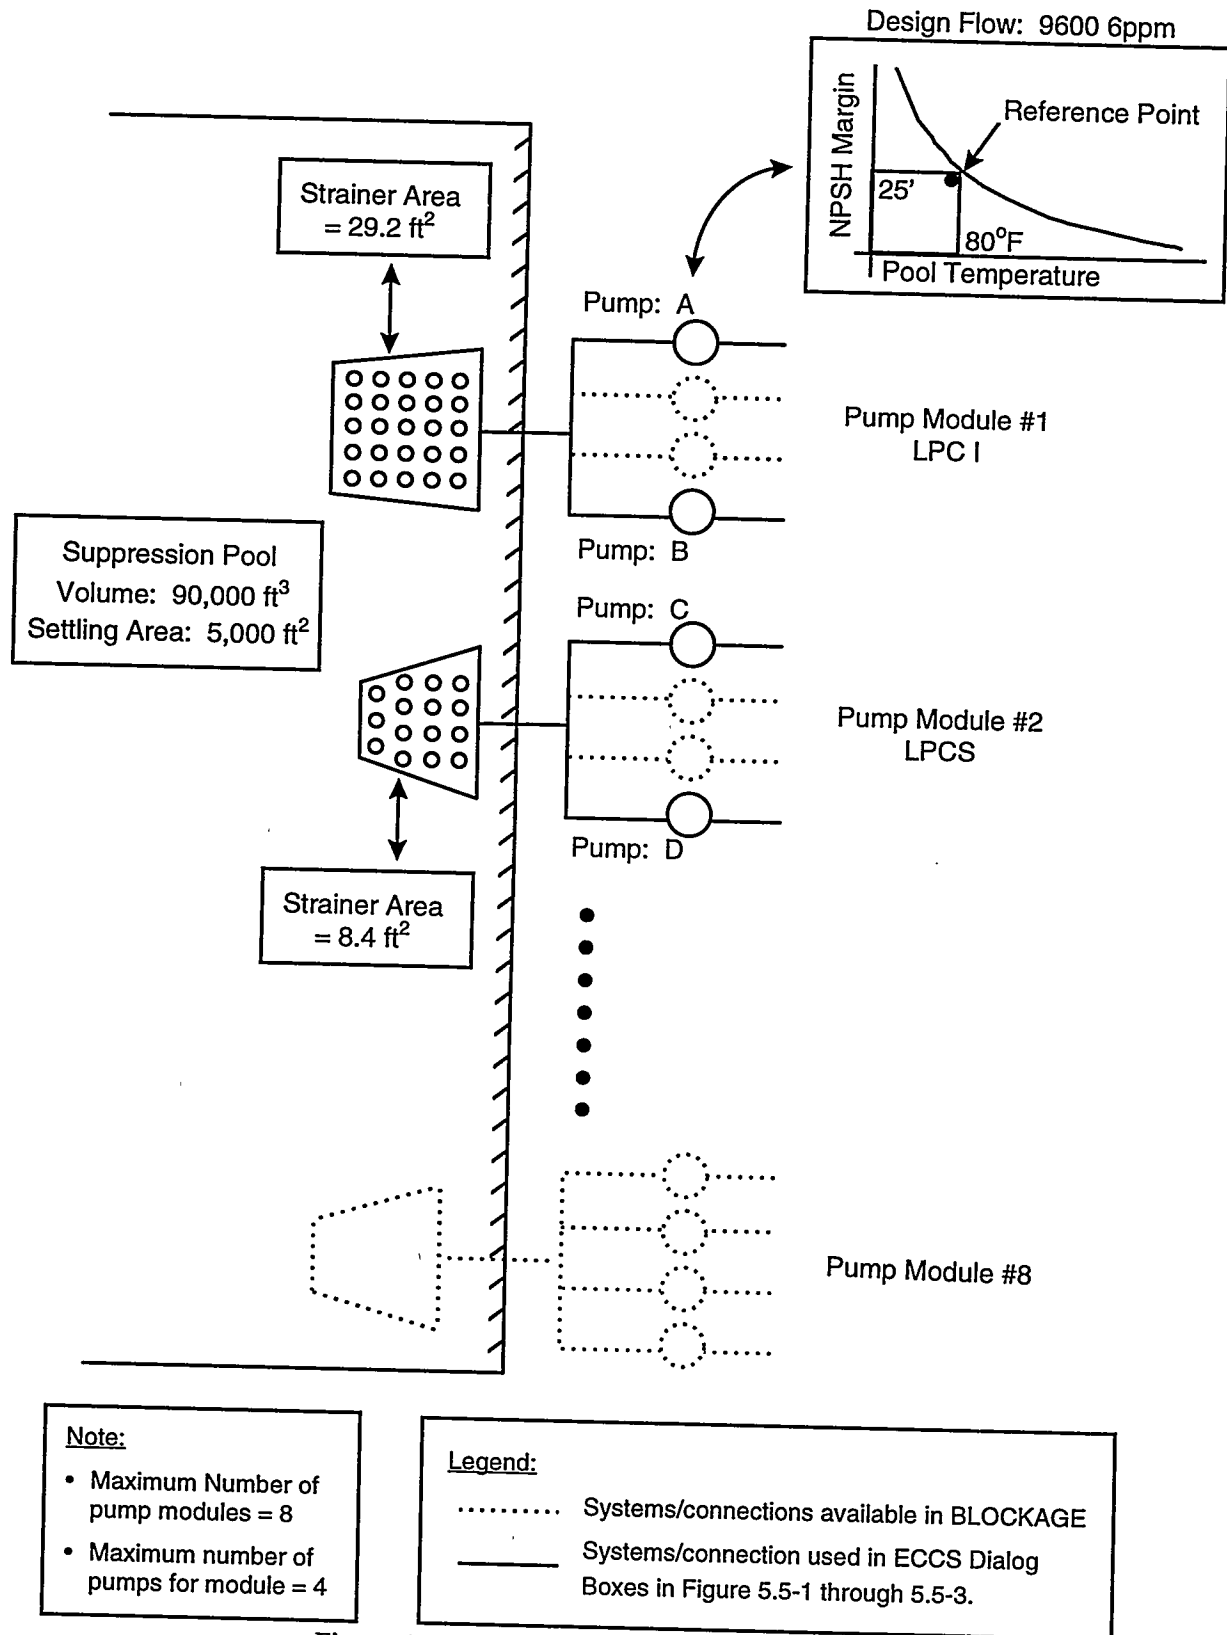 Design Flow: 9600 6ppm
NPSH Margin
Reference Point
25'
80°F
Pool Temperature
Strainer Area
= 29.2 ft²
Pump: A
Pump Module #1
LPC I
Pump: B
Suppression Pool
Volume: 90,000 ft³
Settling Area: 5,000 ft²
Pump: C
Pump Module #2
LPCS
Pump: D
Strainer Area
= 8.4 ft²
Pump Module #8
Note:
• Maximum Number of
pump modules = 8
• Maximum number of
pumps for module = 4
Legend:
Systems/connections available in BLOCKAGE
Systems/connection used in ECCS Dialog
Boxes in Figure 5.5-1 through 5.5-3.